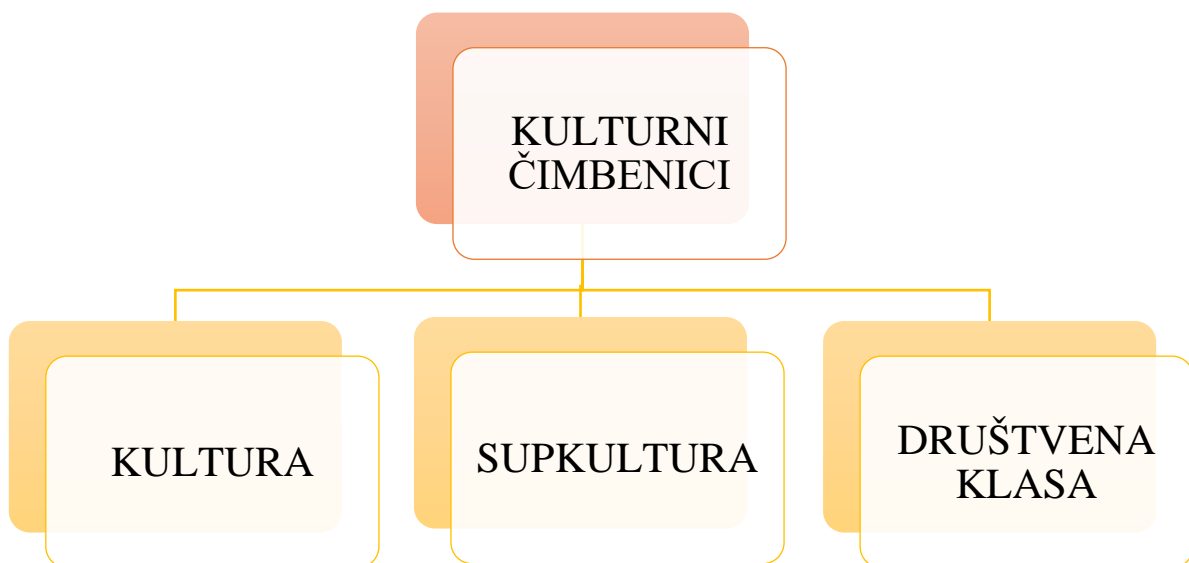 KULTURNI
ČIMBENICI
KULTURA
SUPKULTURA
DRUŠTVENA
KLASA